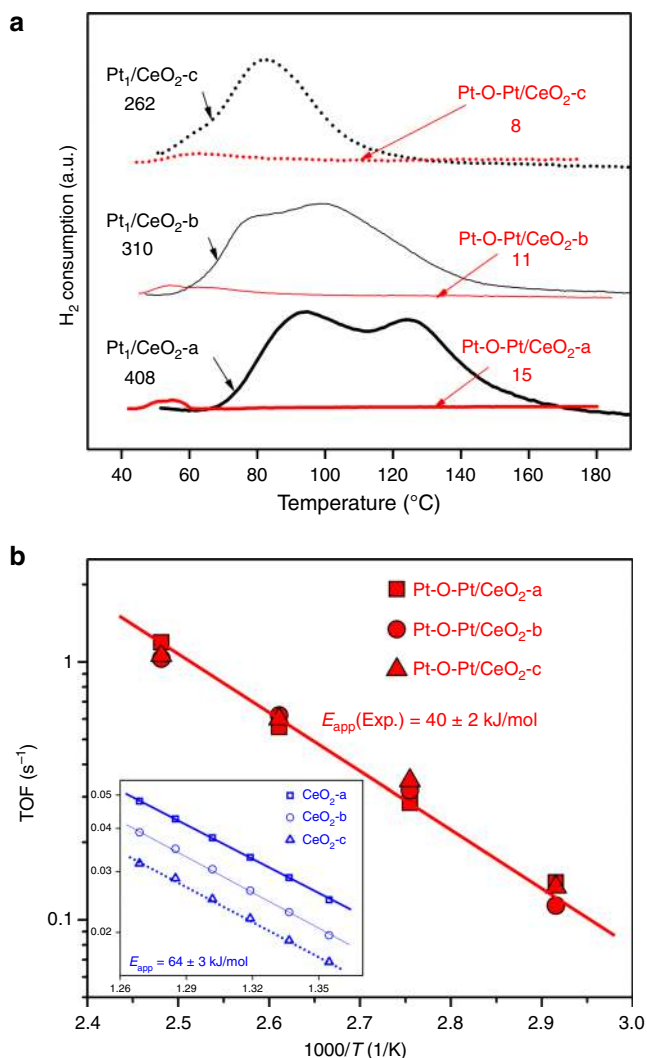 a
Pt₁/CeO₂-c
262
Pt-O-Pt/CeO₂-c
8
Pt₁/CeO₂-b
310
Pt-O-Pt/CeO₂-b
11
Pt₁/CeO₂-a
408
Pt-O-Pt/CeO₂-a
15
H₂ consumption (a.u.)
40 60 80 100 120 140 160 180
Temperature (°C)
b
Pt-O-Pt/CeO₂-a
Pt-O-Pt/CeO₂-b
Pt-O-Pt/CeO₂-c
E_app(Exp.) = 40 ± 2 kJ/mol
1
0.1
TOF (s⁻¹)
0.05
0.04
0.03
0.02
CeO₂-a
CeO₂-b
CeO₂-c
E_app = 64 ± 3 kJ/mol
1.26 1.29 1.32 1.35
2.4 2.5 2.6 2.7 2.8 2.9 3.0
1000/T (1/K)